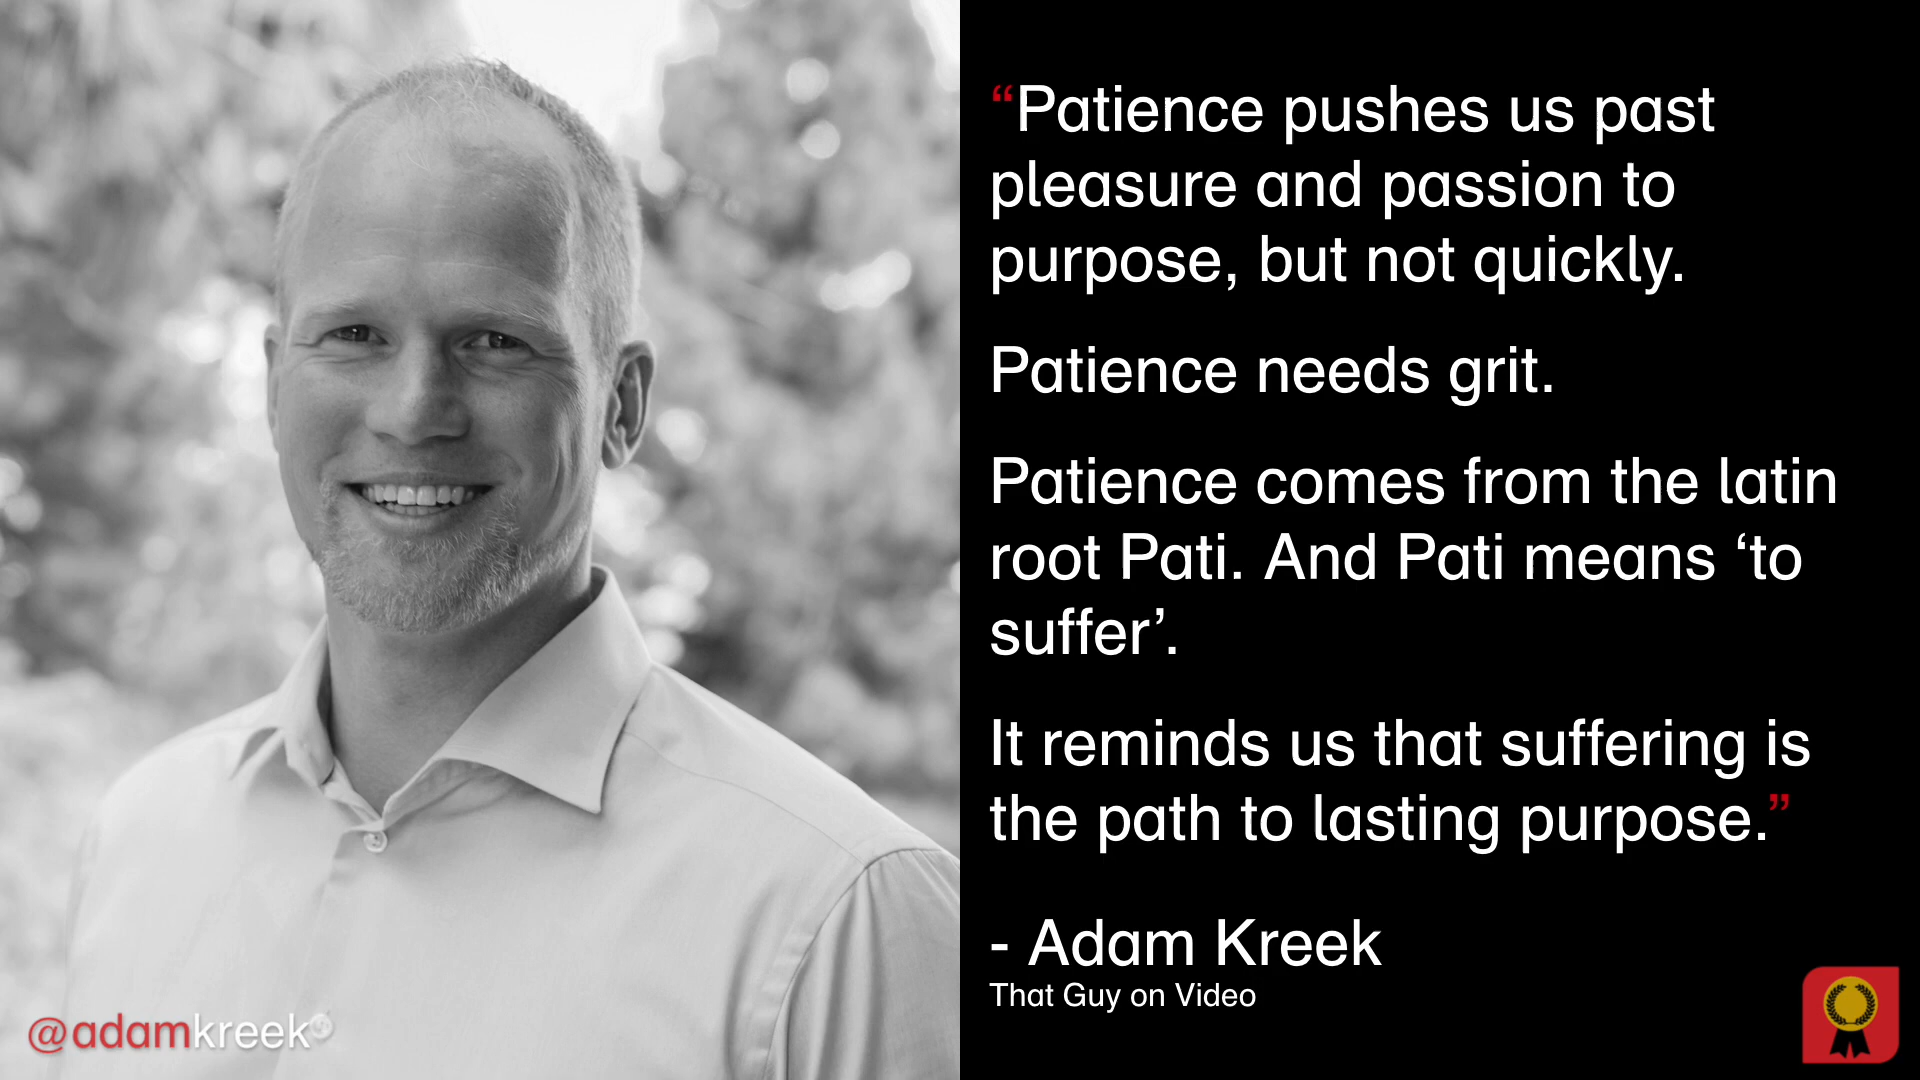 “Patience pushes us past
pleasure and passion to
purpose, but not quickly.
Patience needs grit.
Patience comes from the latin
root Pati. And Pati means ‘to
suffer’.
It reminds us that suffering is
the path to lasting purpose.”
- Adam Kreek
That Guy on Video
@adamkreek